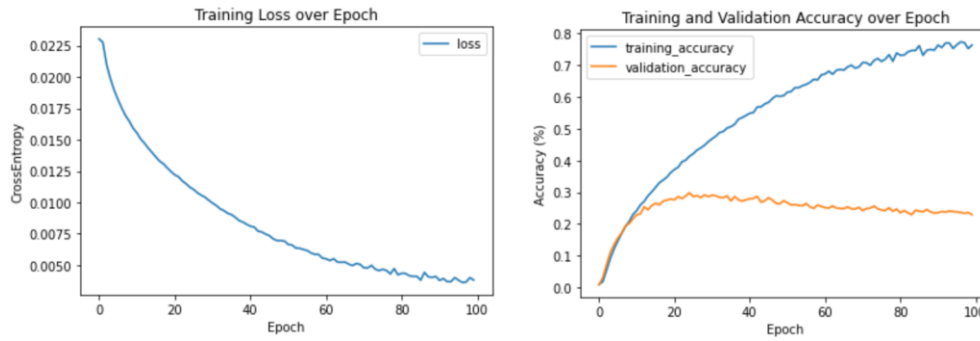 Training Loss over Epoch
loss
0.0225
0.0200
0.0175
0.0150
0.0125
0.0100
0.0075
0.0050
CrossEntropy
0 20 40 60 80 100
Epoch
Training and Validation Accuracy over Epoch
training_accuracy
validation_accuracy
0.8
0.7
0.6
0.5
0.4
0.3
0.2
0.1
0.0
Accuracy (%)
0 20 40 60 80
Epoch